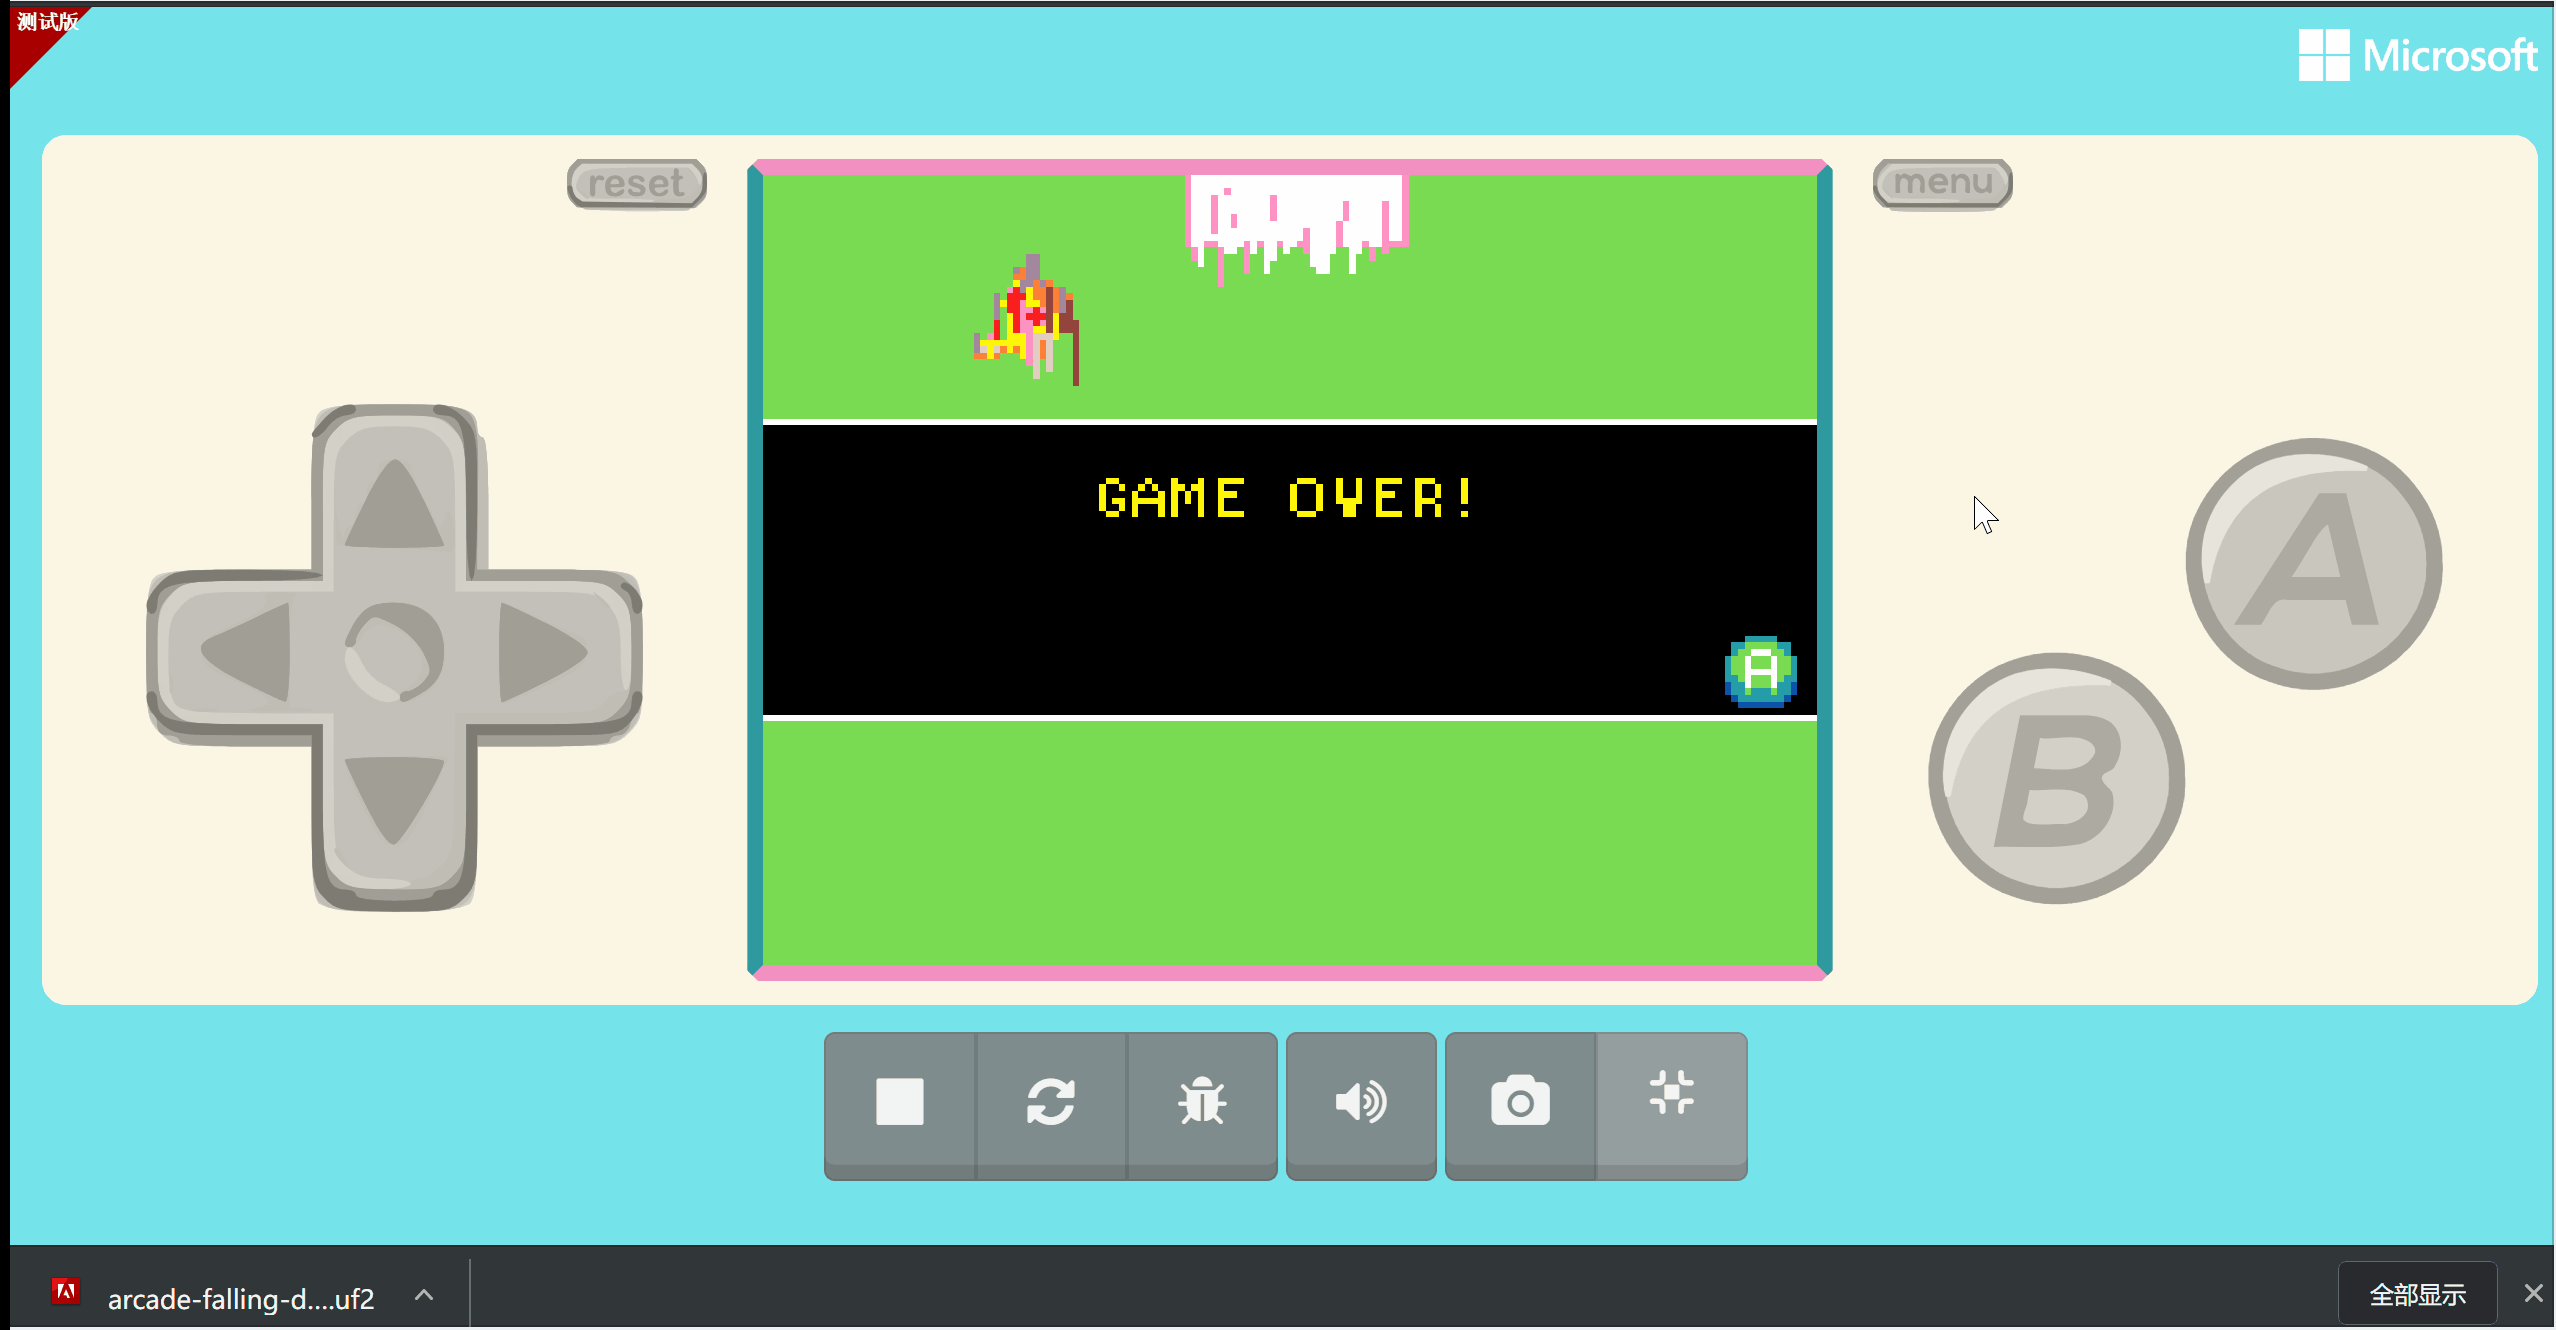 测试版
Microsoft
reset
menu
GAME OVER!
A
A
B
arcade-falling-d....uf2
全部显示